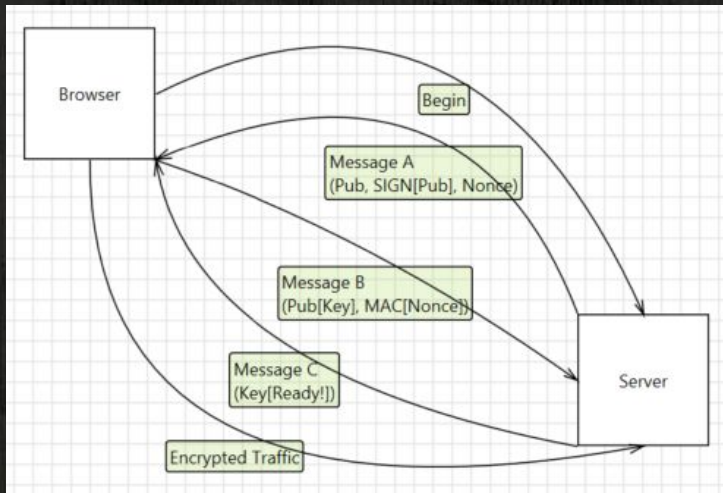 Browser
Begin
Message A
(Pub, SIGN[Pub], Nonce)
Message B
(Pub[Key], MAC[Nonce])
Message C
(Key[Ready!])
Server
Encrypted Traffic